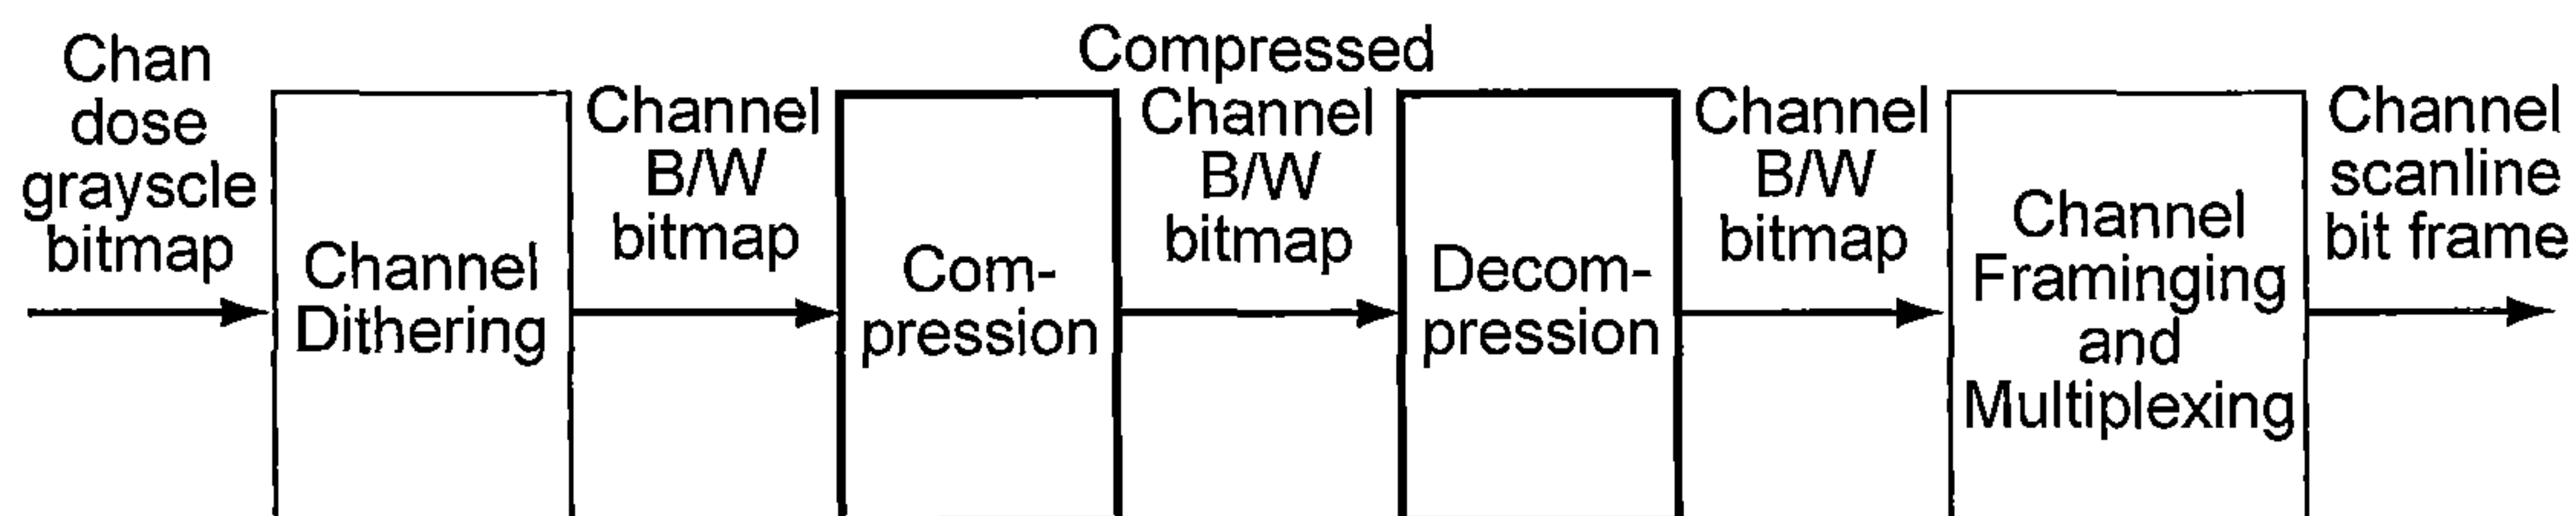 Chan
dose
grayscle
bitmap
Channel
Dithering
Channel
B/W
bitmap
Com-
pression
Compressed
Channel
B/W
bitmap
Decom-
pression
Channel
B/W
bitmap
Channel
Framinging
and
Multiplexing
Channel
scanline
bit frame